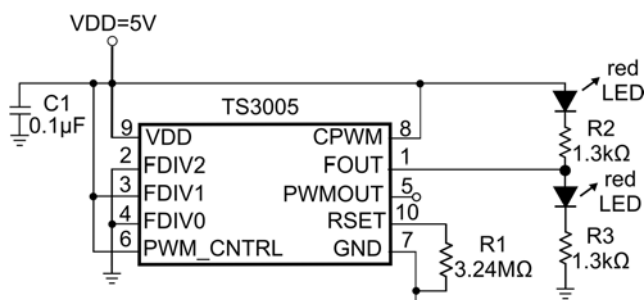 VDD=5V
TS3005
C1
0.1µF
red
LED
R2
1.3kΩ
9 VDD CPWM 8
2 FDIV2 FOUT 1
3 FDIV1 PWMOUT 5
4 FDIV0 RSET 10
6 PWM_CNTRL GND 7
red
LED
R3
1.3kΩ
R1
3.24MΩ